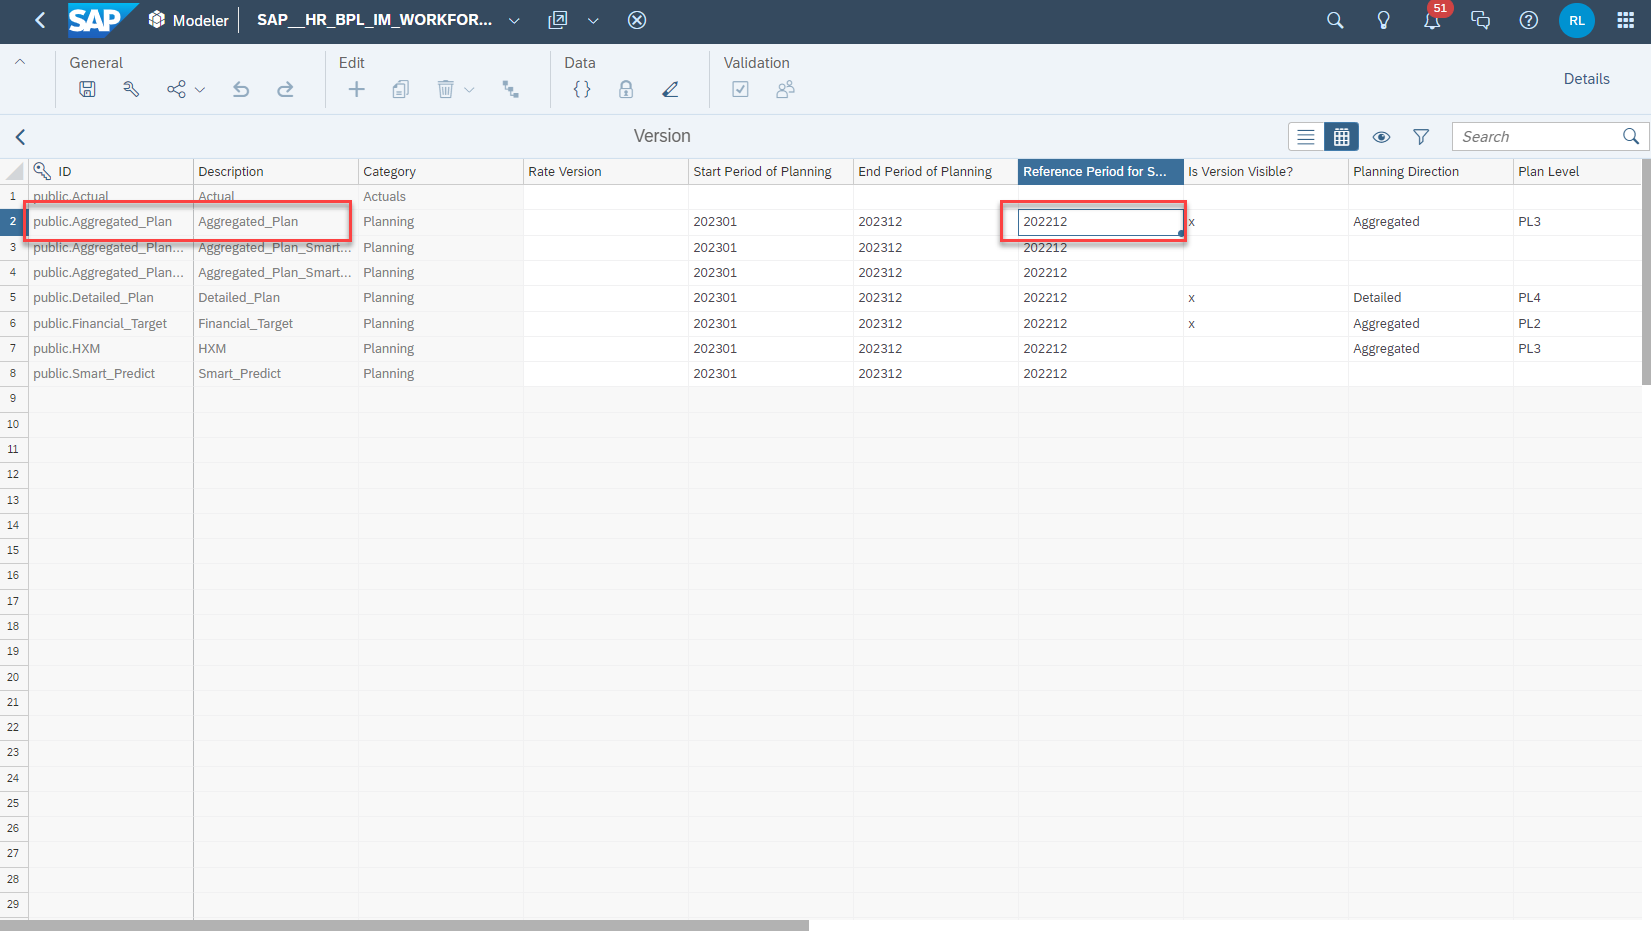 SAP Modeler SAP__HR_BPL_IM_WORKFOR... 51 RL
General Edit Data Validation
Details
Version Search
ID Description Category Rate Version Start Period of Planning End Period of Planning Reference Period for S... Is Version Visible? Planning Direction Plan Level
1 public.Actual Actual Actuals
2 public.Aggregated_Plan Aggregated_Plan Planning 202301 202312 202212 x Aggregated PL3
3 public.Aggregated_Plan... Aggregated_Plan_Smart... Planning 202301 202312 202212
4 public.Aggregated_Plan... Aggregated_Plan_Smart... Planning 202301 202312 202212
5 public.Detailed_Plan Detailed_Plan Planning 202301 202312 202212 x Detailed PL4
6 public.Financial_Target Financial_Target Planning 202301 202312 202212 x Aggregated PL2
7 public.HXM HXM Planning 202301 202312 202212 Aggregated PL3
8 public.Smart_Predict Smart_Predict Planning 202301 202312 202212
9
10
11
12
13
14
15
16
17
18
19
20
21
22
23
24
25
26
27
28
29